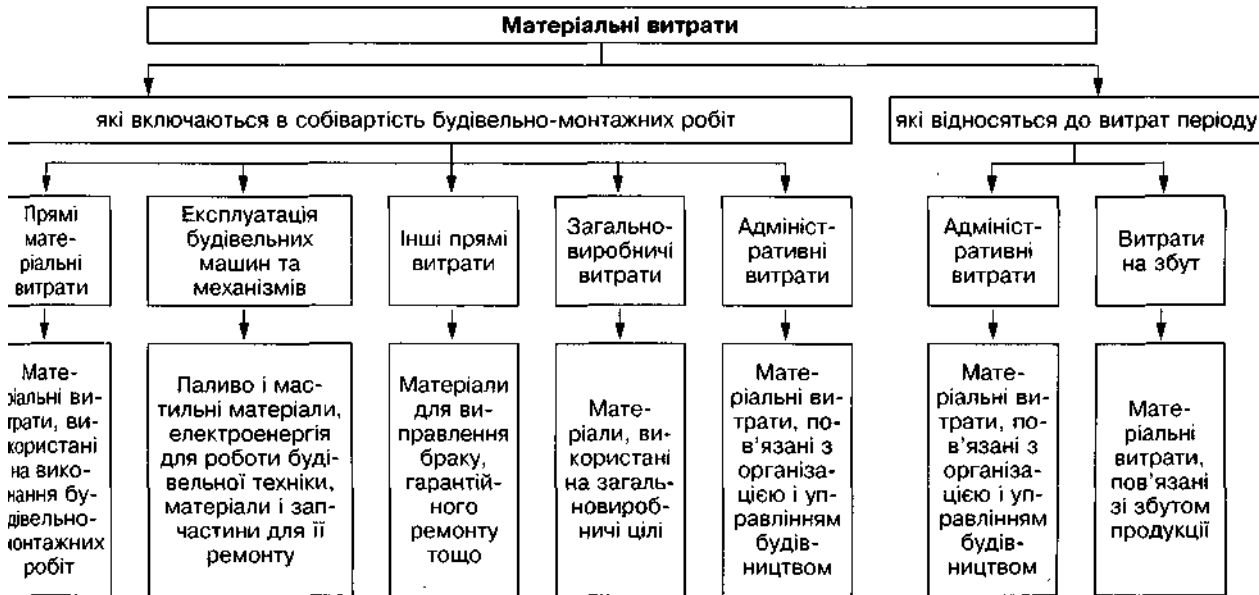 Матеріальні витрати
які включаються в собівартість будівельно-монтажних робіт
які відносяться до витрат періоду
Прямі
мате-
ріальні
витрати
Експлуатація
будівельних
машин та
механізмів
Інші прямі
витрати
Загально-
виробничі
витрати
Адмініст-
ративні
витрати
Адмініст-
ративні
витрати
Витрати
на збут
Мате-
ріальні ви-
трати, ви-
користані
на вико-
нання бу-
дівельно-
монтажних
робіт
Паливо і мас-
тильні матеріали,
електроенергія
для роботи буді-
вельної техніки,
матеріали і зап-
частини для її
ремонту
Матеріали
для ви-
правлення
браку,
гарантій-
ного
ремонту
тощо
Мате-
ріали, ви-
користані
на загаль-
новироб-
ничі цілі
Мате-
ріальні ви-
трати, по-
в’язані з
організа-
цією і уп-
равлінням
будів-
ництвом
Мате-
ріальні ви-
трати, по-
в’язані з
організа-
цією і уп-
равлінням
будів-
ництвом
Мате-
ріальні
витрати,
пов’язані
зі збутом
продукції